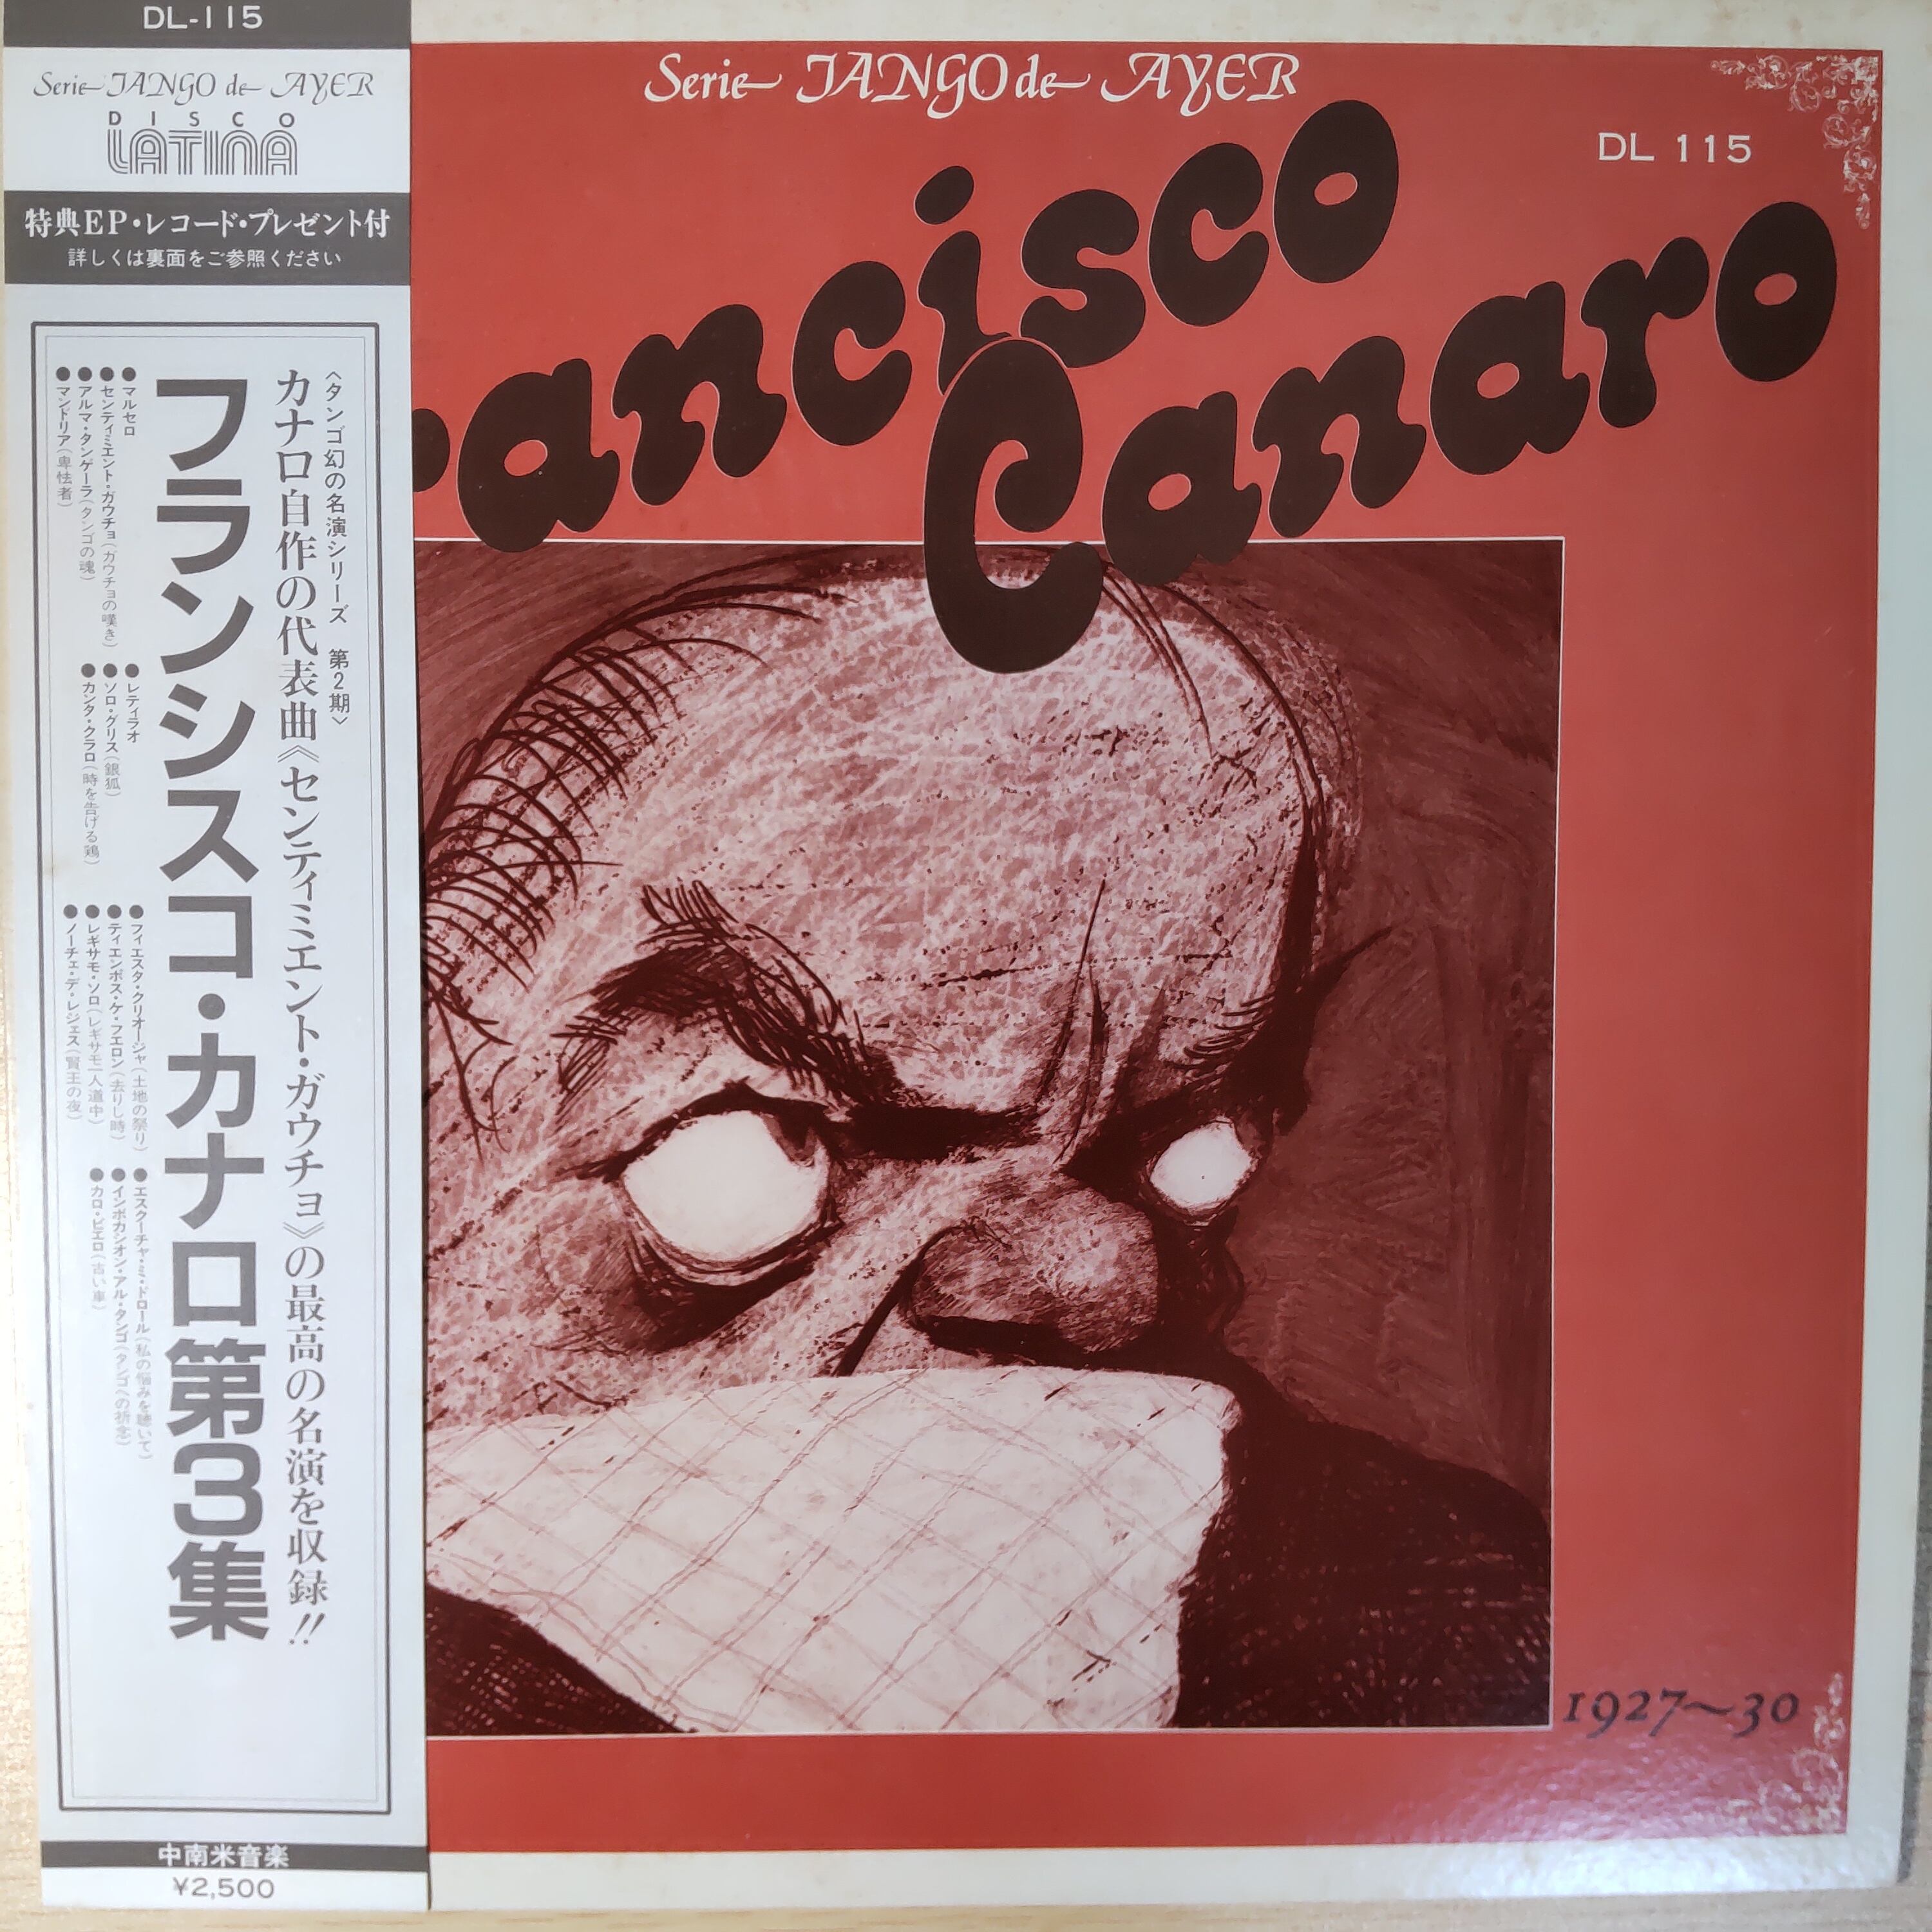 DL-115
Serie TANGO de AYER
DISCO
LATINA
特典EP・レコード・プレゼント付
詳しくは裏面をご参照ください
〈タンゴ幻の名演シリーズ 第2期〉
カナロ自作の代表曲《センティミエント・ガウチョ》の最高の名演を収録!!
フランシスコ・カナロ第3集
●マルセロ
●センティミエント・ガウチョ(ガウチョの嘆き)
●アルマ・タンゲーラ(タンゴの魂)
●マンドリア(卑怯者)
●レティラオ
●ソロ・グリス(銀狐)
●カンタ・クラロ(時を告げる鶏)
●フィエスタ・クリオージャ(土地の祭り)
●ティエンポス・ケ・フエロン(去りし時)
●レギサモ・ソロ(レギサモ一人道中)
●ノーチェ・デ・レジェス(賢王の夜)
●エスクーチャ・ミ・ドロール(私の悩みを聴いて)
●インボカシオン・アル・タンゴ(タンゴへの祈念)
●カロ・ビエロ(古い車)
中南米音楽
¥2,500
Serie TANGO de AYER
DL 115
ancisco
Canaro
1927~30